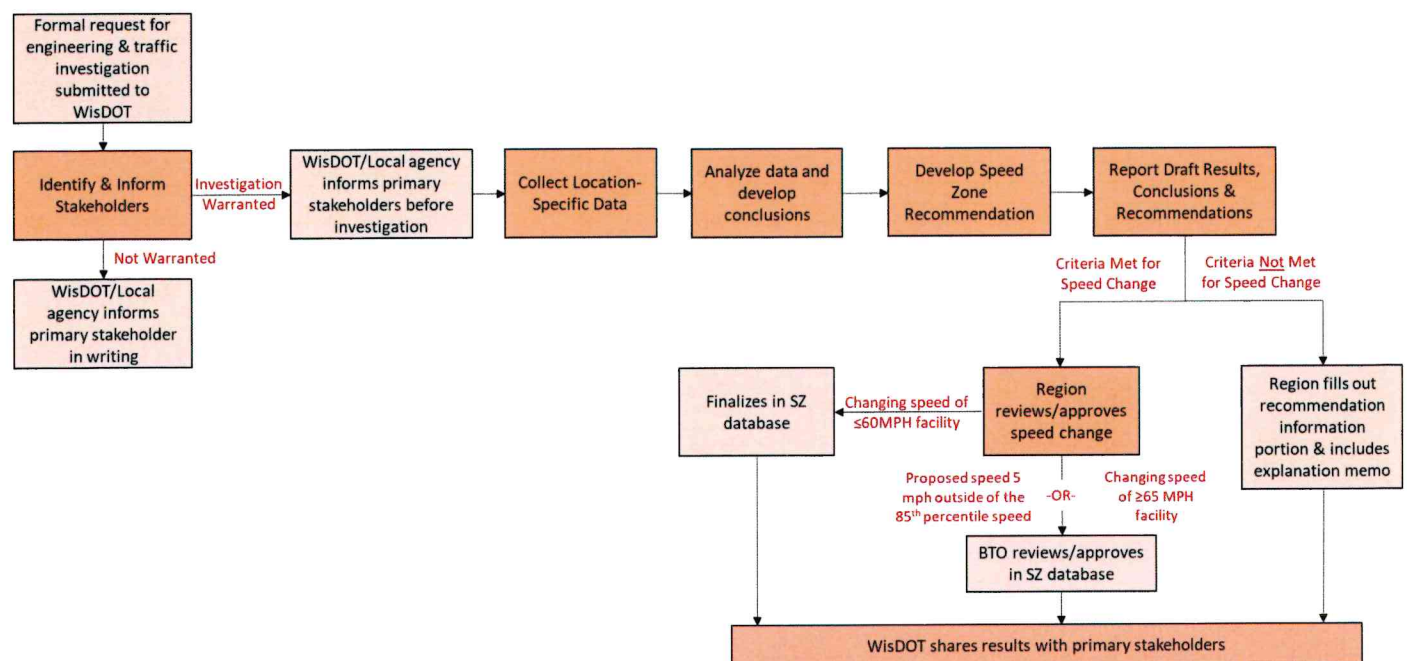 Formal request for
engineering & traffic
investigation
submitted to
WisDOT
Identify & Inform
Stakeholders
Investigation
Warranted
Not Warranted
WisDOT/Local
agency informs
primary stakeholder
in writing
WisDOT/Local agency
informs primary
stakeholders before
investigation
Collect Location-
Specific Data
Analyze data and
develop
conclusions
Develop Speed
Zone
Recommendation
Report Draft Results,
Conclusions &
Recommendations
Criteria Met for
Speed Change
Criteria Not Met
for Speed Change
Finalizes in SZ
database
Changing speed of
≤60MPH facility
Region
reviews/approves
speed change
Region fills out
recommendation
information
portion & includes
explanation memo
Proposed speed 5
mph outside of the
85th percentile speed
-OR-
Changing speed
of ≥65 MPH
facility
BTO reviews/approves
in SZ database
WisDOT shares results with primary stakeholders